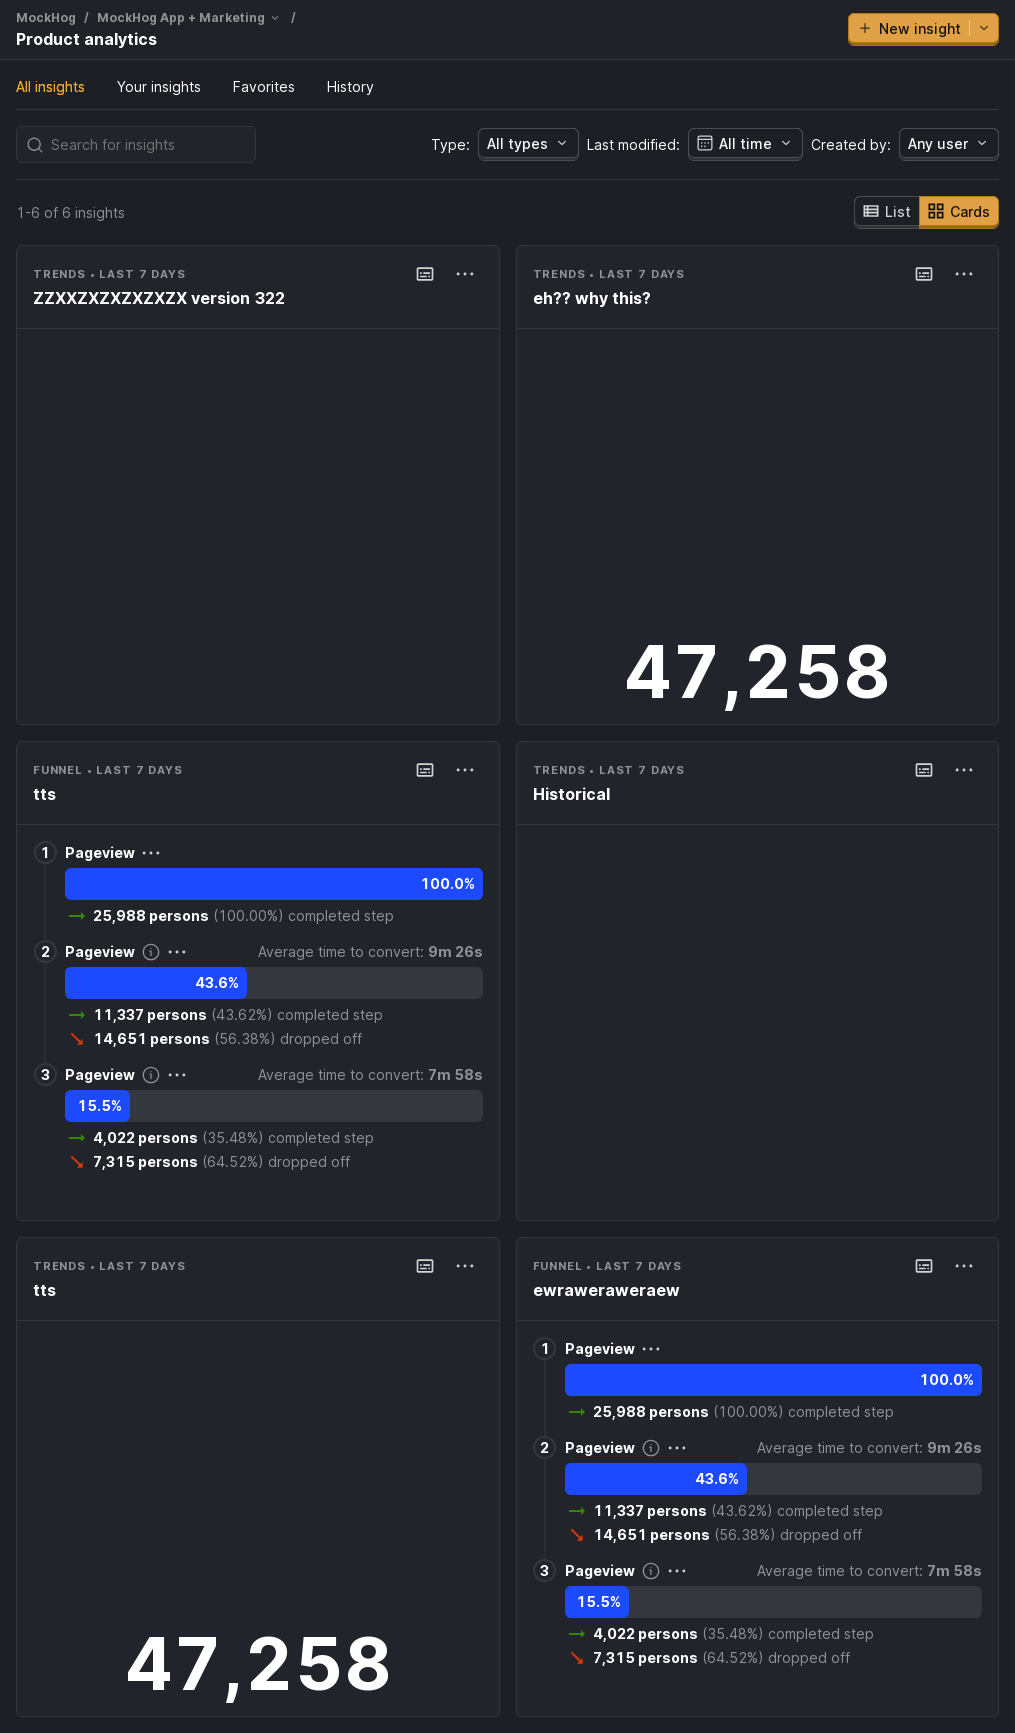 MockHog / MockHog App + Marketing /
Product analytics
New insight
All insights Your insights Favorites History
Search for insights Type: All types Last modified: All time Created by: Any user
1-6 of 6 insights List Cards
TRENDS • LAST 7 DAYS
ZZXXZXZXZXZXZX version 322
TRENDS • LAST 7 DAYS
eh?? why this?
47,258
FUNNEL • LAST 7 DAYS
tts
1 Pageview
100.0%
25,988 persons (100.00%) completed step
2 Pageview Average time to convert: 9m 26s
43.6%
11,337 persons (43.62%) completed step
14,651 persons (56.38%) dropped off
3 Pageview Average time to convert: 7m 58s
15.5%
4,022 persons (35.48%) completed step
7,315 persons (64.52%) dropped off
TRENDS • LAST 7 DAYS
Historical
TRENDS • LAST 7 DAYS
tts
47,258
FUNNEL • LAST 7 DAYS
ewraweraweraew
1 Pageview
100.0%
25,988 persons (100.00%) completed step
2 Pageview Average time to convert: 9m 26s
43.6%
11,337 persons (43.62%) completed step
14,651 persons (56.38%) dropped off
3 Pageview Average time to convert: 7m 58s
15.5%
4,022 persons (35.48%) completed step
7,315 persons (64.52%) dropped off